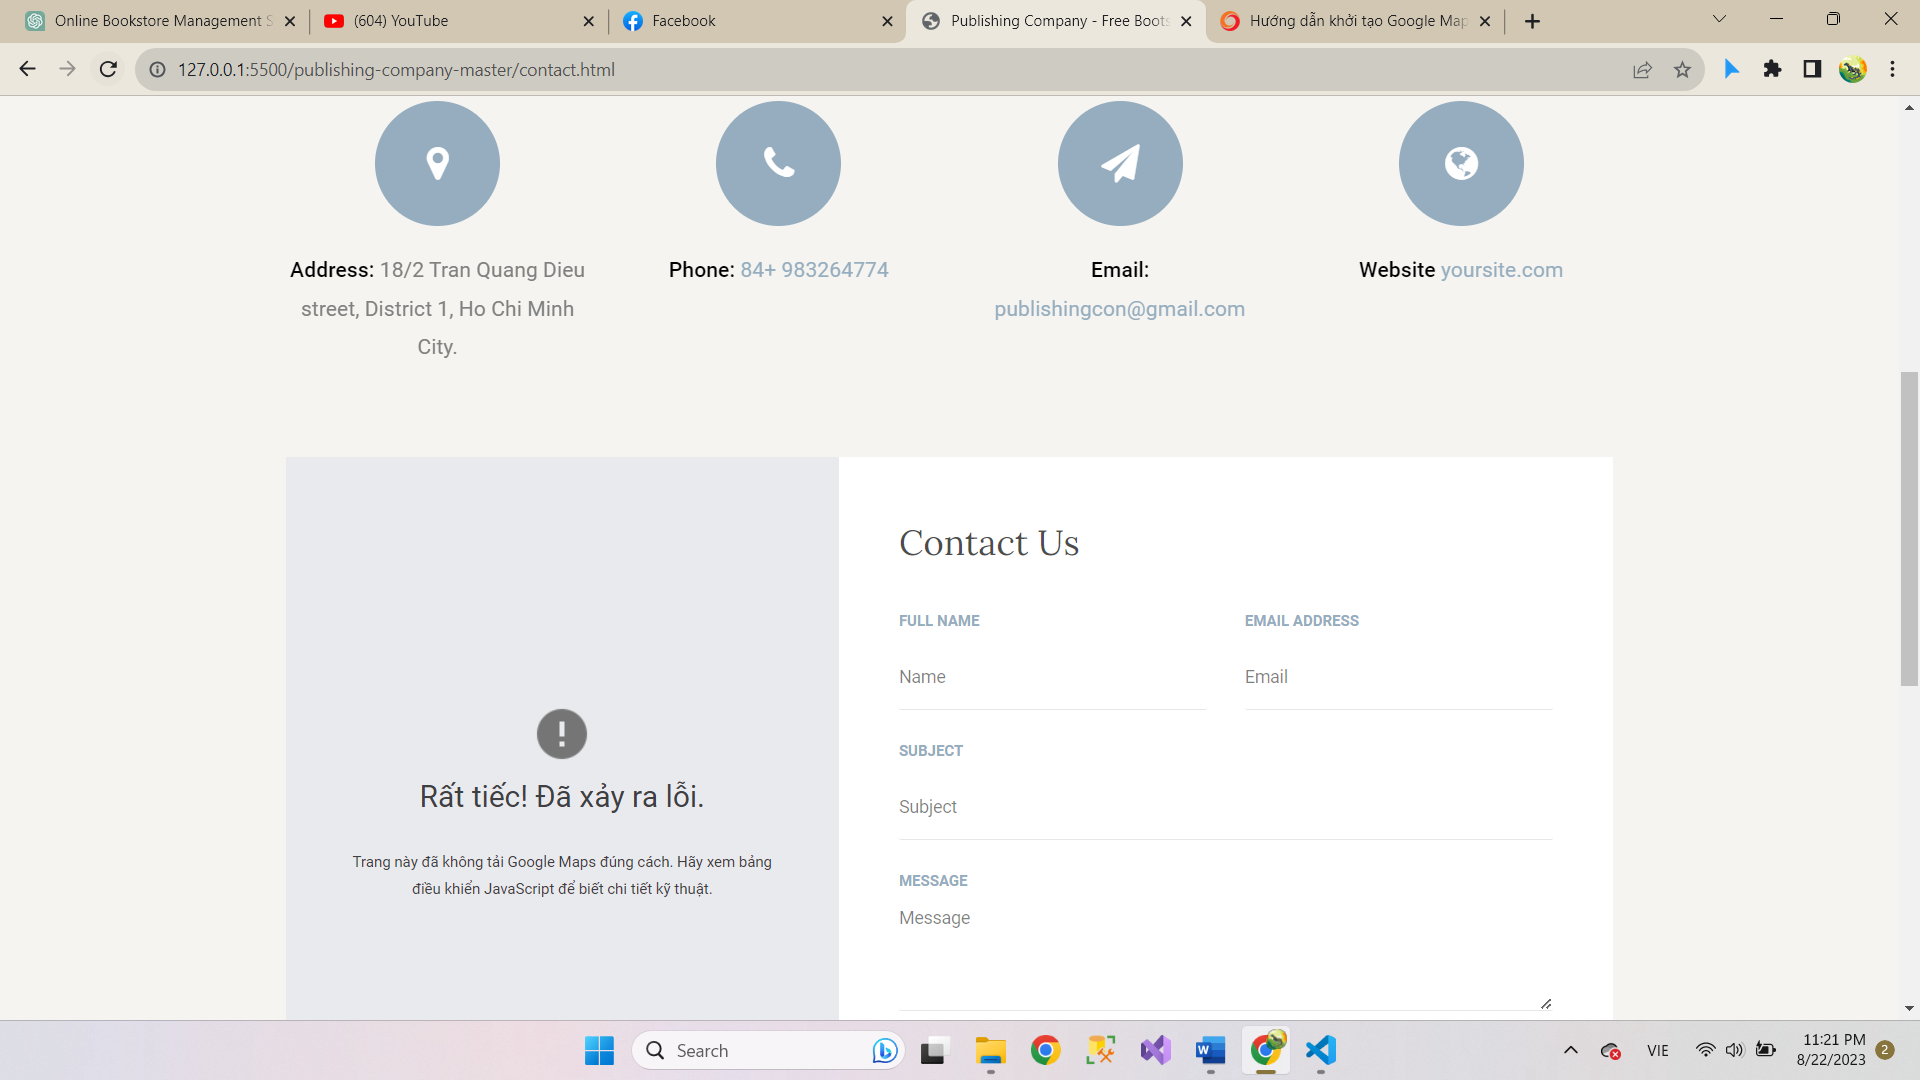 Online Bookstore Management S
(604) YouTube
Facebook
Publishing Company - Free Boots
Hướng dẫn khởi tạo Google Map
127.0.0.1:5500/publishing-company-master/contact.html
Address: 18/2 Tran Quang Dieu
street, District 1, Ho Chi Minh
City.
Phone: 84+ 983264774
Email:
publishingcon@gmail.com
Website yoursite.com
Rất tiếc! Đã xảy ra lỗi.
Trang này đã không tải Google Maps đúng cách. Hãy xem bảng
điều khiển JavaScript để biết chi tiết kỹ thuật.
Contact Us
FULL NAME
EMAIL ADDRESS
Name
Email
SUBJECT
Subject
MESSAGE
Message
Search
VIE
11:21 PM
8/22/2023
2